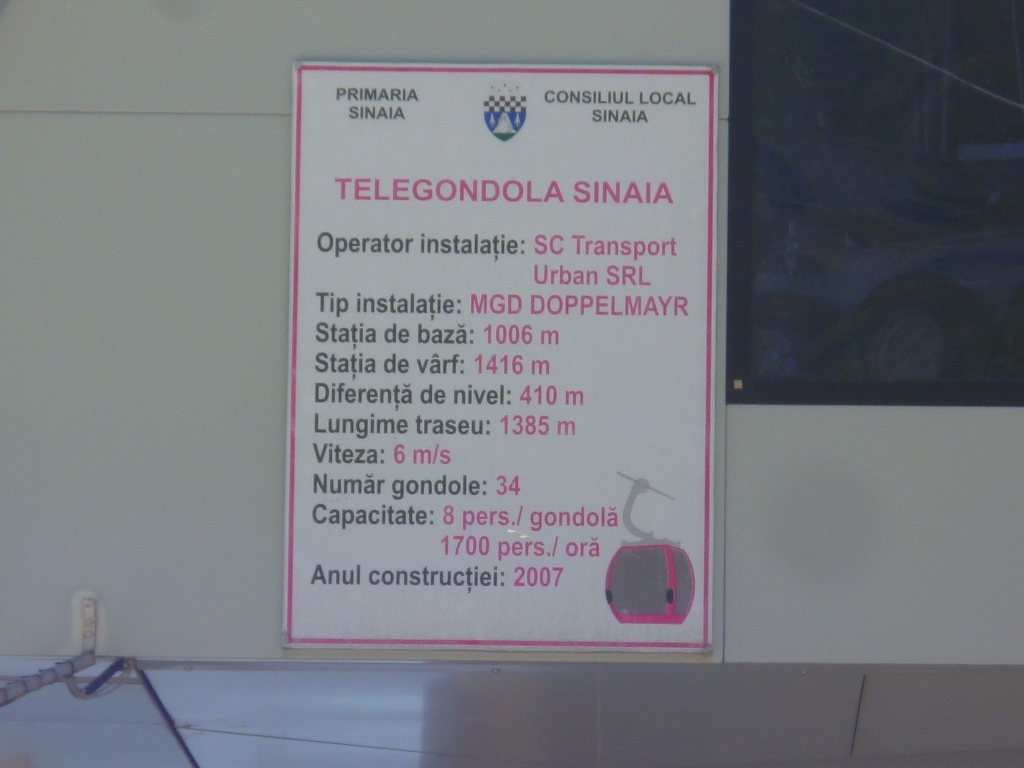 PRIMARIA
SINAIA
CONSILIUL LOCAL
SINAIA
TELEGONDOLA SINAIA
Operator instalație: SC Transport
Urban SRL
Tip instalație: MGD DOPPELMAYR
Stația de bază: 1006 m
Stația de vârf: 1416 m
Diferență de nivel: 410 m
Lungime traseu: 1385 m
Viteza: 6 m/s
Număr gondole: 34
Capacitate: 8 pers./ gondolă
1700 pers./ oră
Anul construcției: 2007